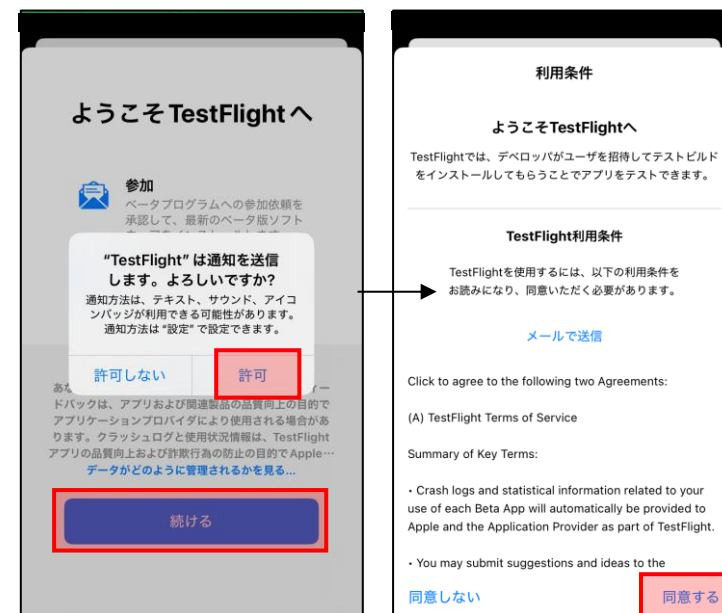 ようこそTestFlightへ
参加
ベータプログラムへの参加依頼を
承認して、最新のベータ版ソフト
“TestFlight” は通知を送信
します。よろしいですか?
通知方法は、テキスト、サウンド、アイコ
ンバッジが利用できる可能性があります。
通知方法は “設定” で設定できます。
許可しない
許可
ドバックは、アプリおよび関連製品の品質向上の目的で
アプリケーションプロバイダにより使用される場合があ
ります。クラッシュログと使用状況情報は、TestFlight
アプリの品質向上および詐欺行為の防止の目的でApple…
データがどのように管理されるかを見る...
続ける
利用条件
ようこそTestFlightへ
TestFlightでは、デベロッパがユーザを招待してテストビルド
をインストールしてもらうことでアプリをテストできます。
TestFlight利用条件
TestFlightを使用するには、以下の利用条件を
お読みになり、同意いただく必要があります。
メールで送信
Click to agree to the following two Agreements:
(A) TestFlight Terms of Service
Summary of Key Terms:
• Crash logs and statistical information related to your
use of each Beta App will automatically be provided to
Apple and the Application Provider as part of TestFlight.
• You may submit suggestions and ideas to the
同意しない
同意する